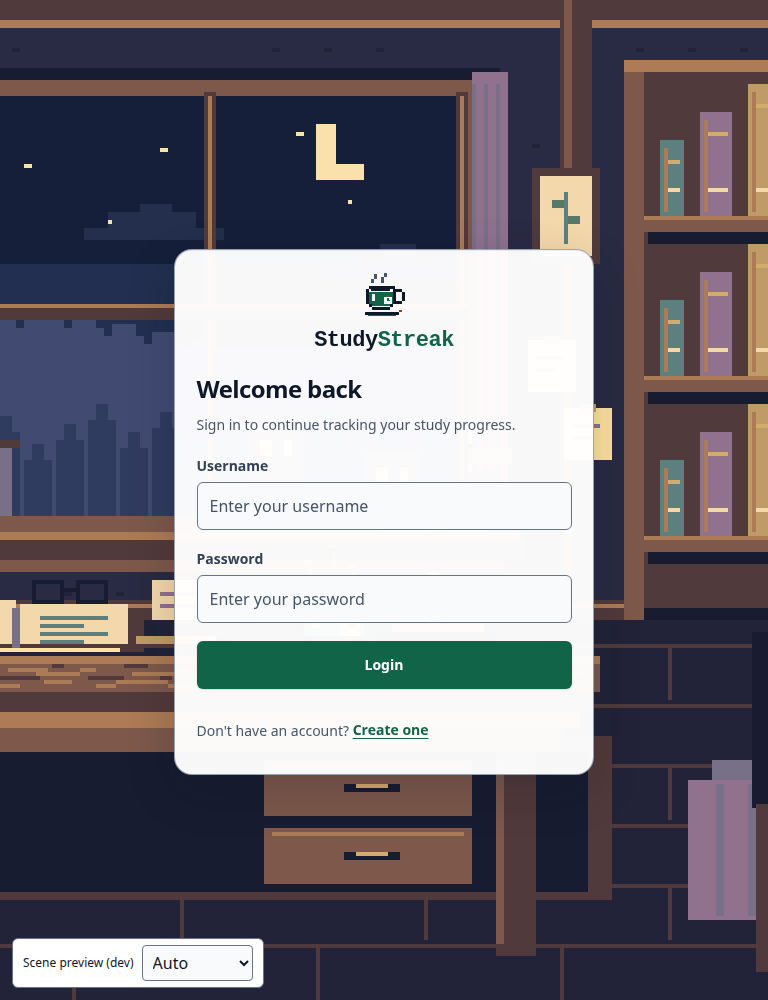 StudyStreak
Welcome back
Sign in to continue tracking your study progress.
Username
Enter your username
Password
Enter your password
Login
Don't have an account? Create one
Scene preview (dev) Auto